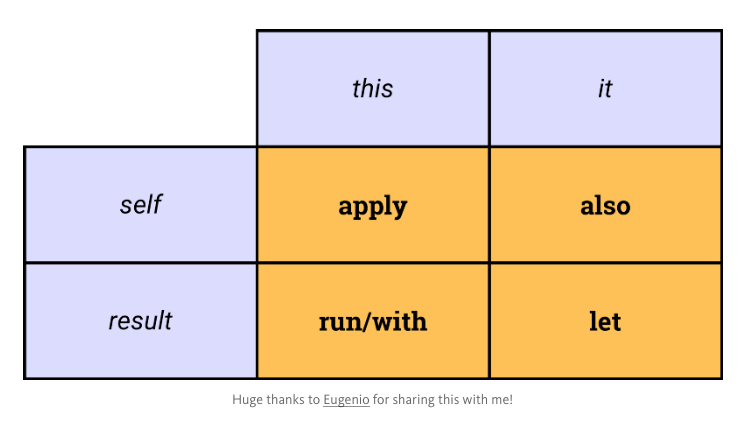 this it
self apply also
result run/with let
Huge thanks to Eugenio for sharing this with me!